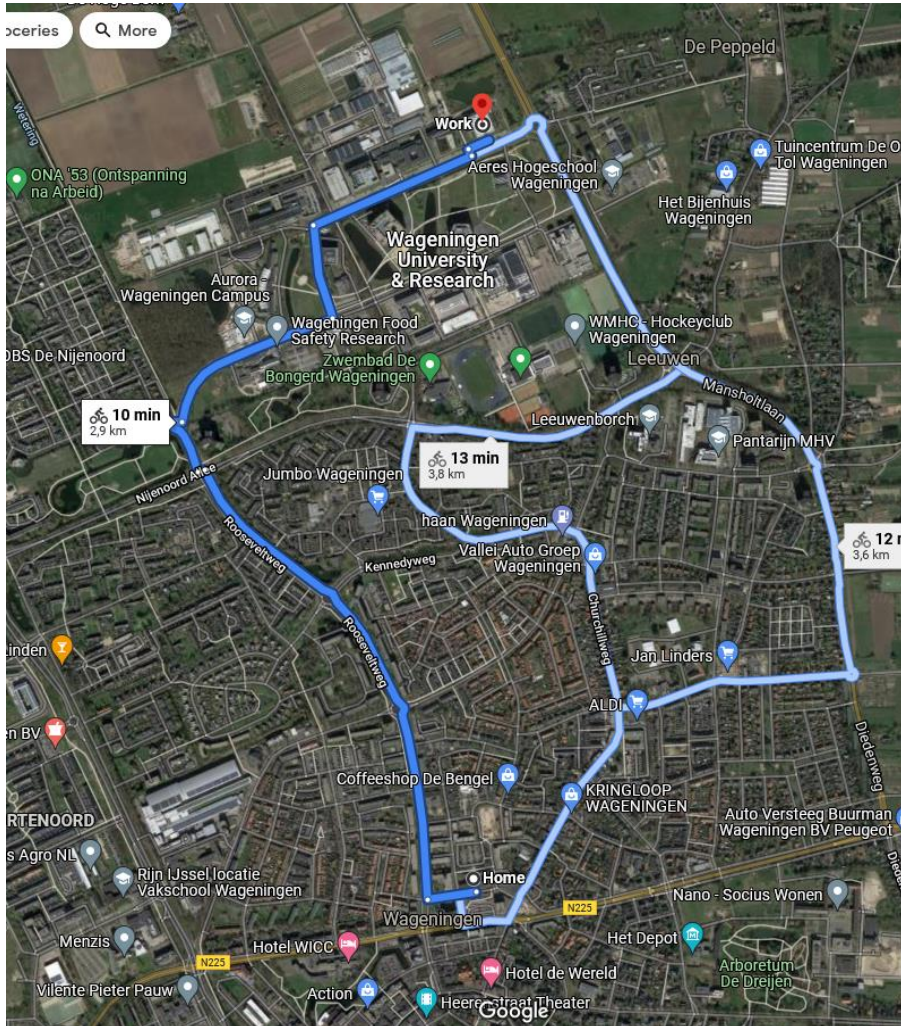 oceries
More
De Peppeld
Wetering
Work
Aeres Hogeschool
Wageningen
Tuincentrum De O
Tol Wageningen
ONA '53 (Ontspanning
na Arbeid)
Het Bijenhuis
Wageningen
Wageningen
University
& Research
Aurora
Wageningen Campus
Wageningen Food
Safety Research
WMHC - Hockeyclub
Wageningen
OBS De Nijenoord
Zwembad De
Bongerd Wageningen
Leeuwen
Mansholtlaan
10 min
2,9 km
Leeuwenborch
Pantarijn MHV
13 min
3,8 km
Nijenoord Allee
Jumbo Wageningen
haan Wageningen
12 m
3,6 km
Rooseveltweg
Kennedyweg
Vallei Auto Groep
Wageningen
Churchillweg
Rooseveltweg
Linden
Jan Linders
ALDI
en BV
Diedenweg
Coffeeshop De Bengel
KRINGLOOP
WAGENINGEN
RTENOORD
Auto Versteeg Buurman
Wageningen BV Peugeot
s Agro NL
Rijn IJssel locatie
Vakschool Wageningen
Home
Diede
Nano - Socius Wonen
Wageningen
N225
Menzis
Hotel WICC
Het Depot
N225
Hotel de Wereld
Arboretum
De Dreijen
Vilente Pieter Pauw
Action
Heerenstraat Theater
Google